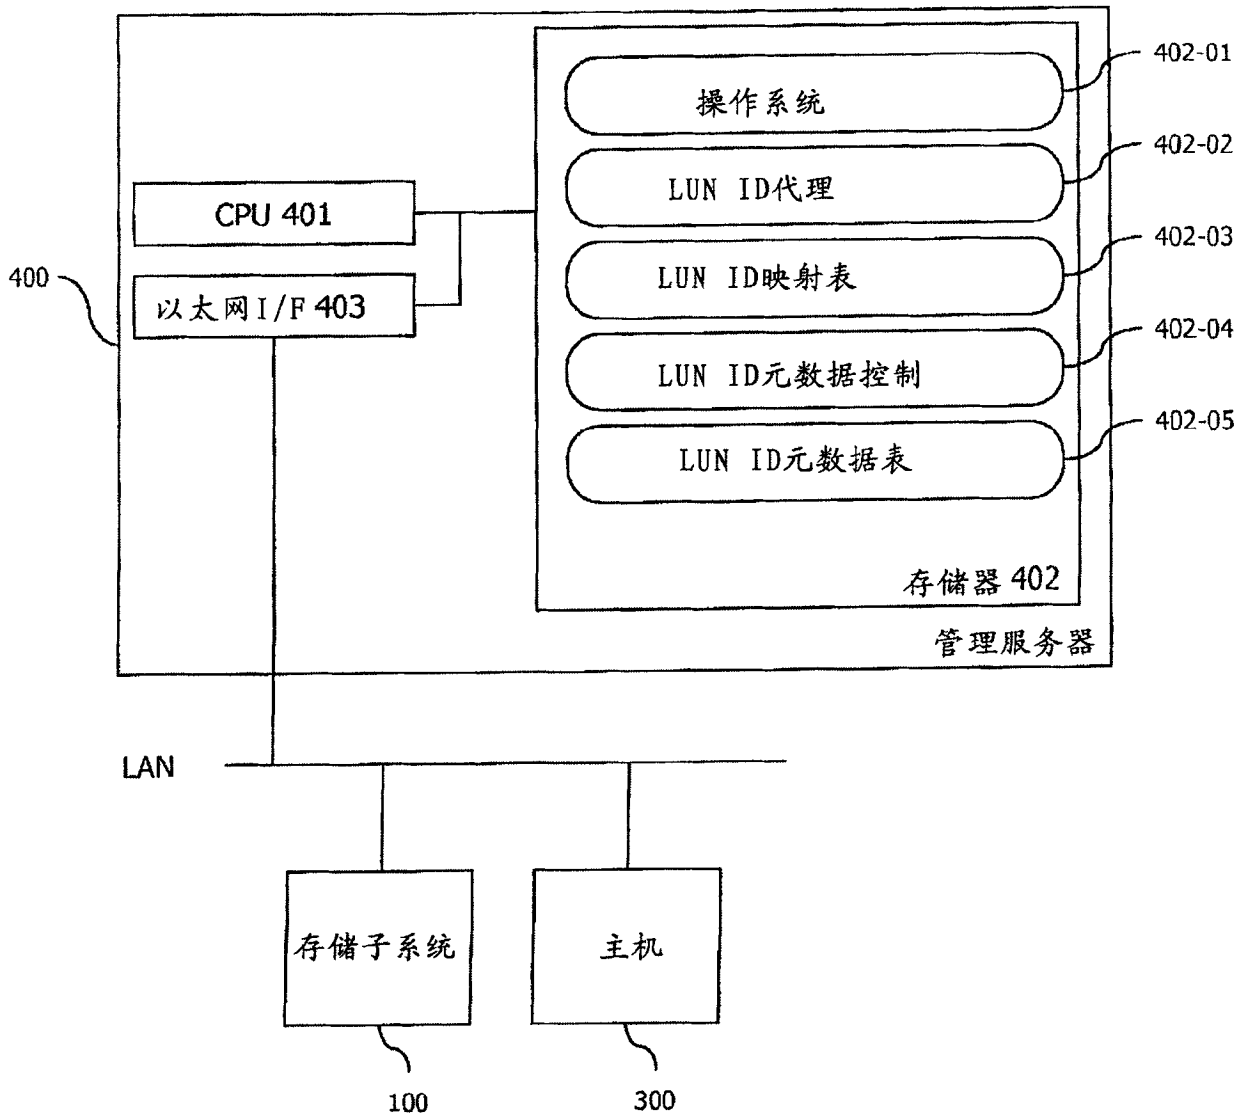 402-01
操作系统
402-02
LUN ID代理
CPU 401
402-03
LUN ID映射表
400
以太网I/F 403
402-04
LUN ID元数据控制
402-05
LUN ID元数据表
存储器 402
管理服务器
LAN
存储子系统
主机
100
300